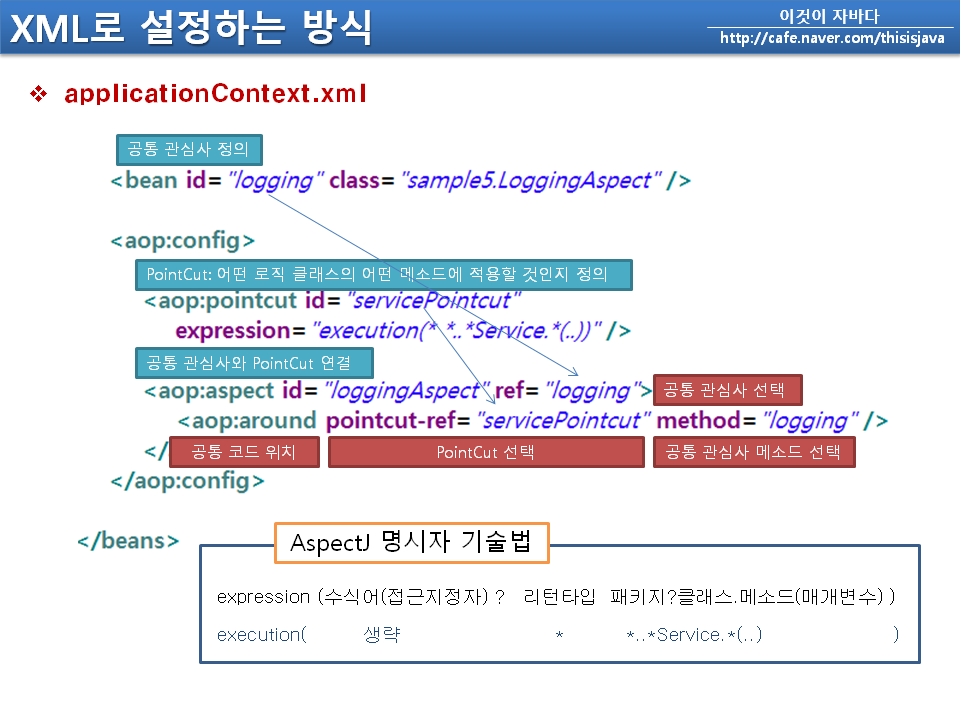 XML로 설정하는 방식
이것이 자바다
http://cafe.naver.com/thisisjava
❖ applicationContext.xml
공통 관심사 정의
<bean id="logging" class="sample5.LoggingAspect" />
<aop:config>
PointCut: 어떤 로직 클래스의 어떤 메소드에 적용할 것인지 정의
<aop:pointcut id="servicePointcut"
expression="execution(* *..*Service.*(..))" />
공통 관심사와 PointCut 연결
<aop:aspect id="loggingAspect" ref="logging"> 공통 관심사 선택
<aop:around pointcut-ref="servicePointcut" method="logging" />
</ 공통 코드 위치 PointCut 선택 공통 관심사 메소드 선택
</aop:config>
</beans>
AspectJ 명시자 기술법
expression (수식어(접근지정자) ? 리턴타입 패키지?클래스.메소드(매개변수) )
execution( 생략 * *..*Service.*(..) )